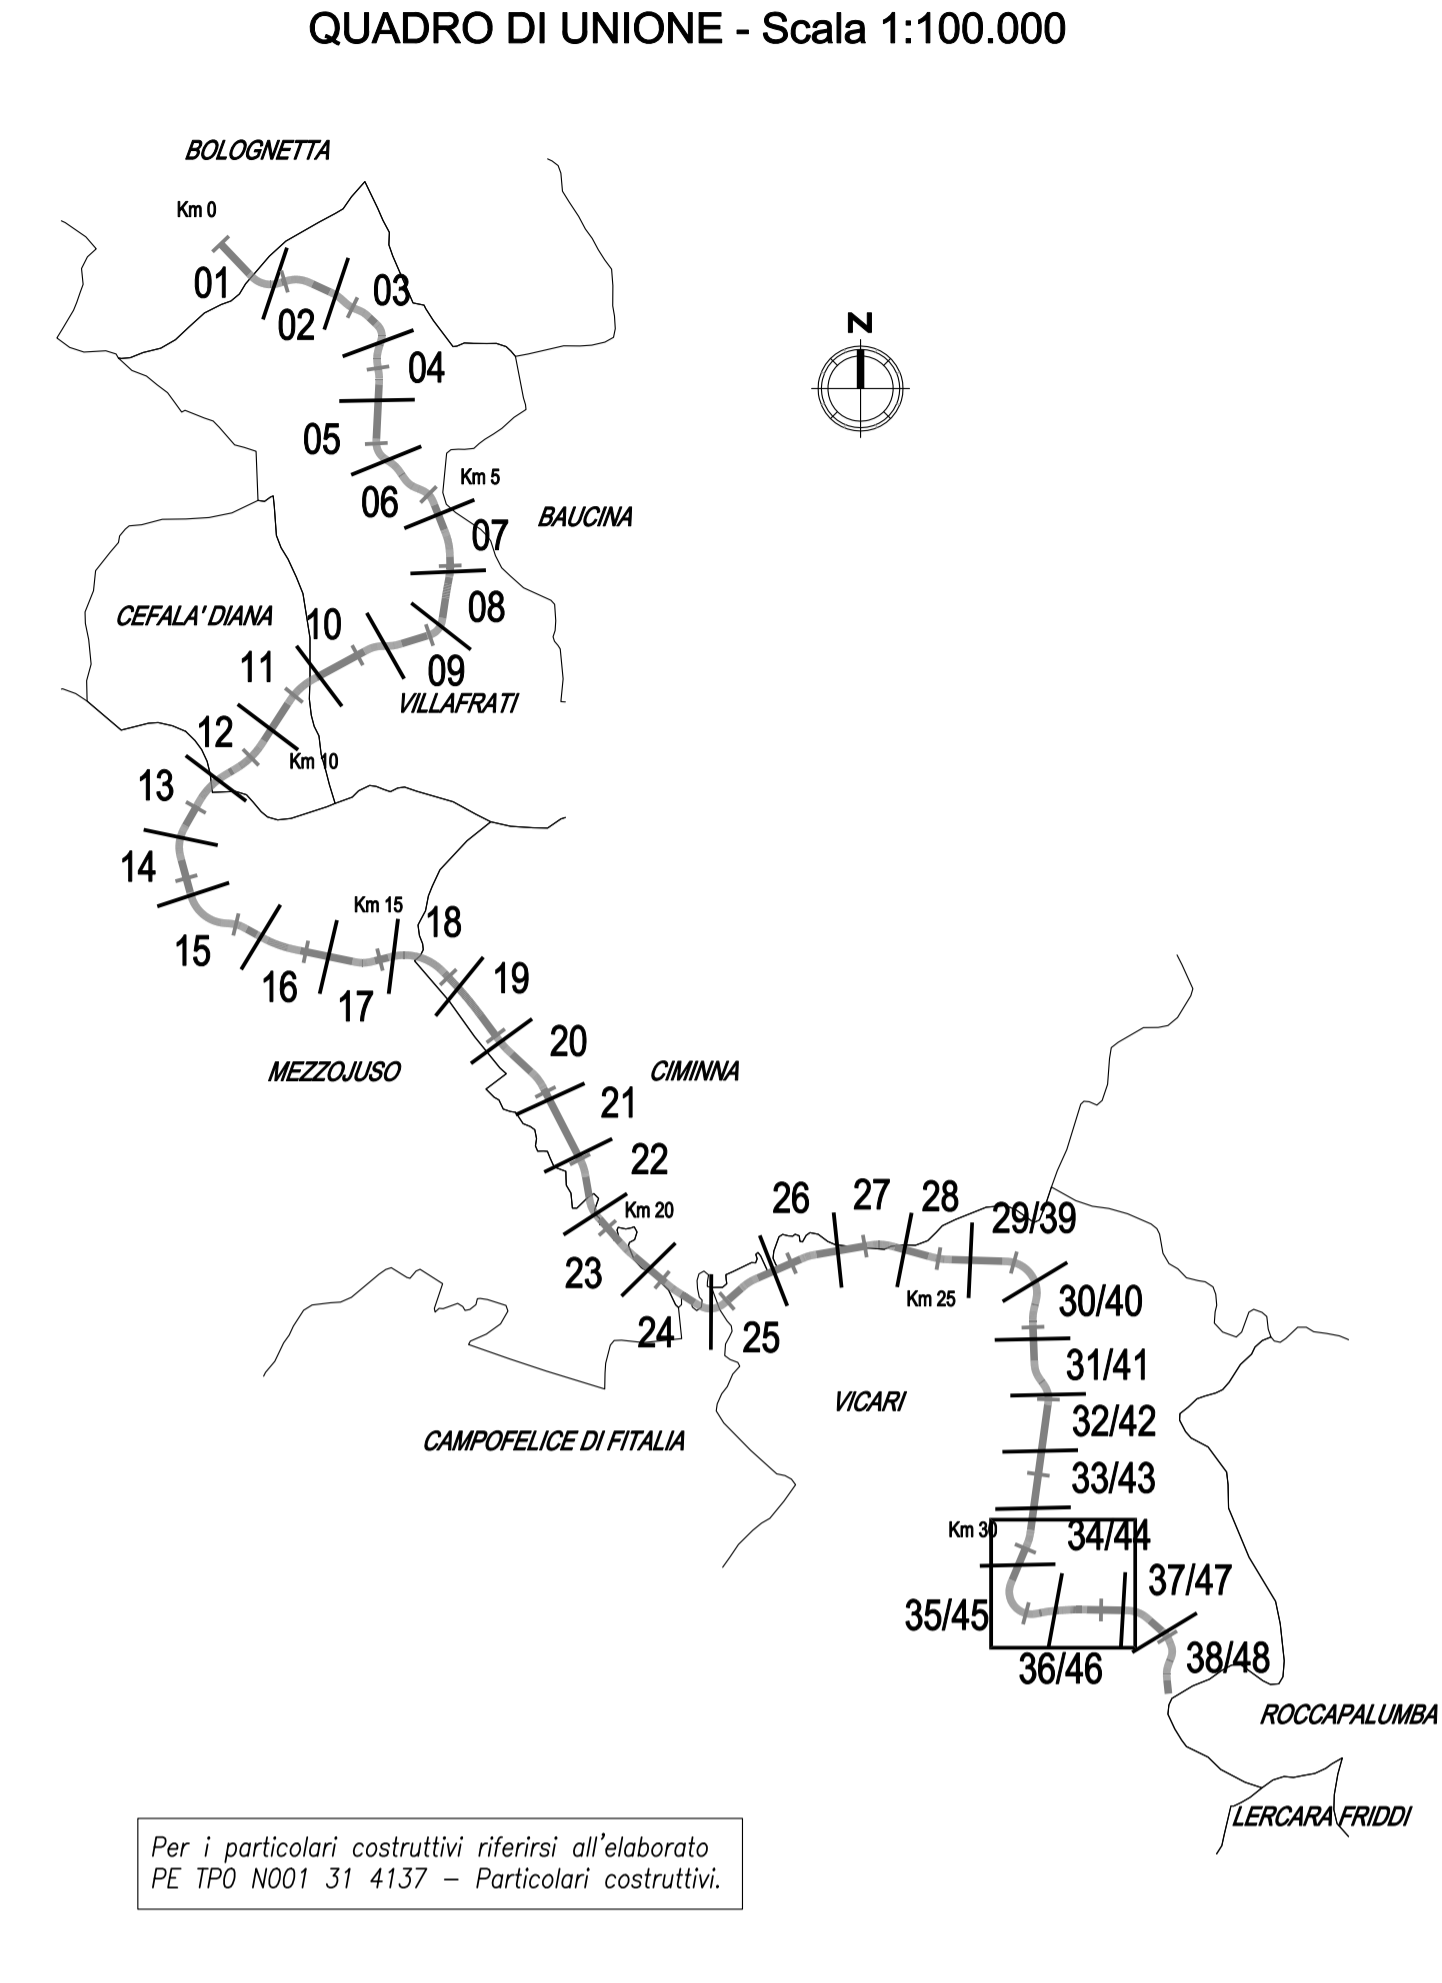 QUADRO DI UNIONE - Scala 1:100.000
BOLOGNETTA
Km 0
01
02
03
N
04
05
Km 5
06
BAUCINA
07
08
CEFALA' DIANA
10
11
09
VILLAFRATI
12
Km 10
13
14
Km 15
18
15
16
17
19
20
MEZZOJUSO
CIMINNA
21
22
26
27
28
Km 20
29/39
23
Km 25
30/40
24
25
31/41
VICARI
32/42
CAMPOFELICE DI FITALIA
33/43
Km 30
34/44
37/47
35/45
36/46
38/48
ROCCAPALUMBA
LERCARA FRIDDI
Per i particolari costruttivi riferirsi all'elaborato
PE TP0 N001 31 4137 – Particolari costruttivi.